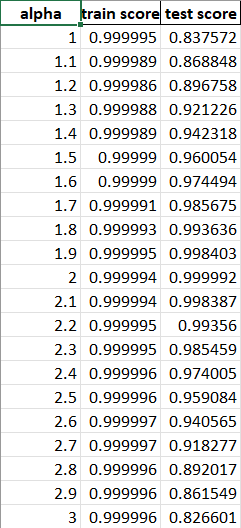 alpha train score test score
1 0.999995 0.837572
1.1 0.999989 0.868848
1.2 0.999986 0.896758
1.3 0.999988 0.921226
1.4 0.999989 0.942318
1.5 0.99999 0.960054
1.6 0.99999 0.974494
1.7 0.999991 0.985675
1.8 0.999993 0.993636
1.9 0.999995 0.998403
2 0.999994 0.999992
2.1 0.999994 0.998387
2.2 0.999995 0.99356
2.3 0.999995 0.985459
2.4 0.999996 0.974005
2.5 0.999996 0.959084
2.6 0.999997 0.940565
2.7 0.999997 0.918277
2.8 0.999996 0.892017
2.9 0.999996 0.861549
3 0.999996 0.826601